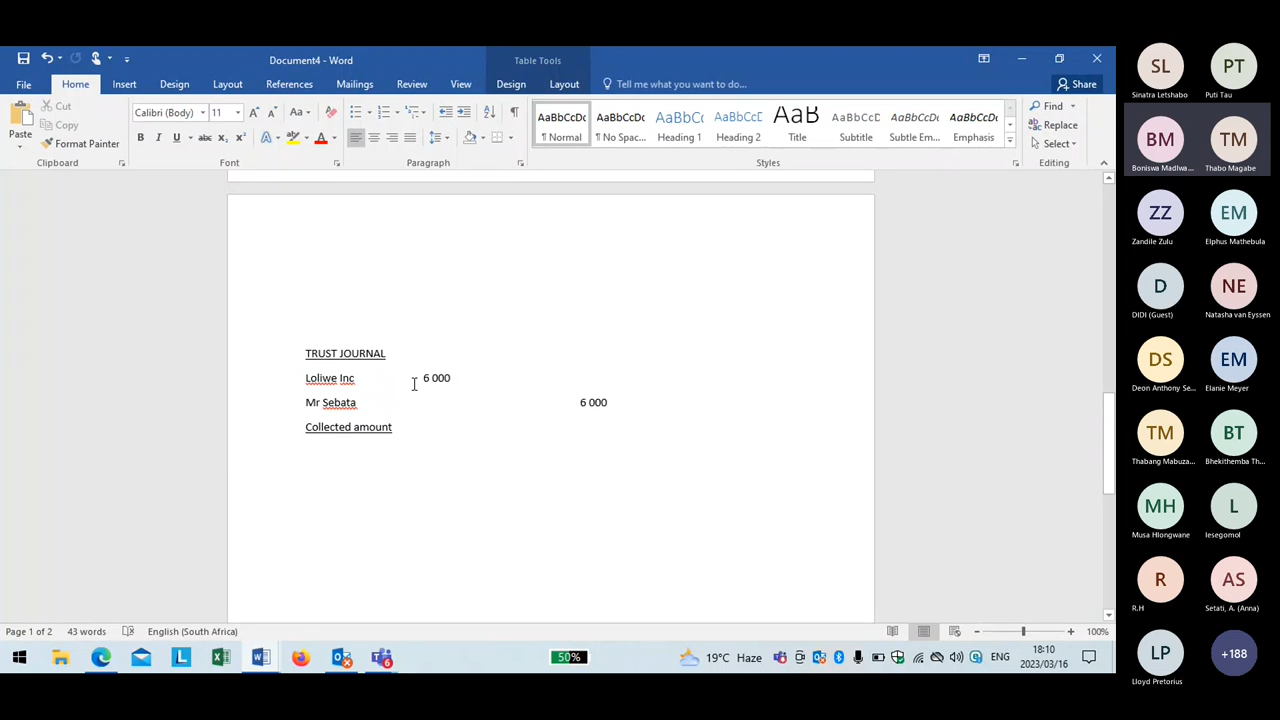 Document4 - Word
Table Tools
File
Home
Insert
Design
Layout
References
Mailings
Review
View
Design
Layout
Tell me what you want to do...
Share
Paste
Cut
Copy
Format Painter
Clipboard
Calibri (Body)
11
Font
Paragraph
AaBbCcDc
¶ Normal
AaBbCcDc
¶ No Spac...
AaBbC
Heading 1
AaBbCcD
Heading 2
AaB
Title
AaBbCcD
Subtitle
AaBbCcDc
Subtle Em...
AaBbCcDc
Emphasis
Styles
Find
Replace
Select
Editing
TRUST JOURNAL
Loliwe Inc 6 000
Mr Sebata 6 000
Collected amount
Page 1 of 2 43 words English (South Africa) 100%
50%
19°C Haze
ENG
18:10
2023/03/16
SL
Sinatra Letshabo
PT
Puti Tau
BM
Boniswa Madlwa...
TM
Thabo Magabe
ZZ
Zandile Zulu
EM
Elphus Mathebula
D
DIDI (Guest)
NE
Natasha van Eyssen
DS
Deon Anthony Se...
EM
Elanie Meyer
TM
Thabang Mabuza...
BT
Bhekithemba Th...
MH
Musa Hlongwane
L
lesegomol
R
R.H
AS
Setati, A. (Anna)
LP
Lloyd Pretorius
+188